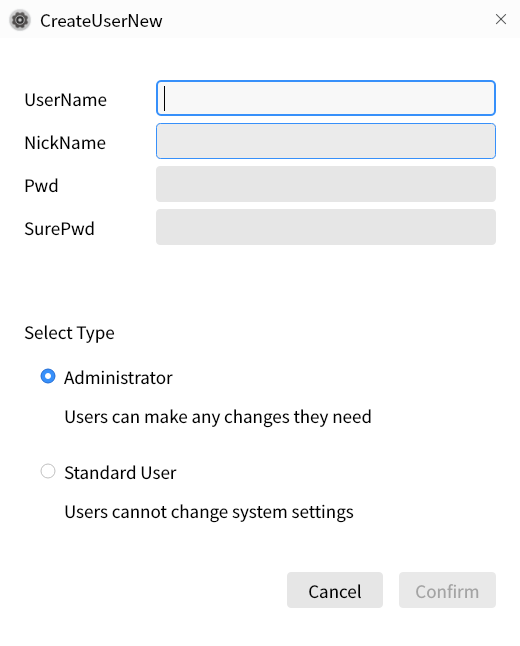 CreateUserNew
UserName
NickName
Pwd
SurePwd
Select Type
Administrator
Users can make any changes they need
Standard User
Users cannot change system settings
Cancel
Confirm